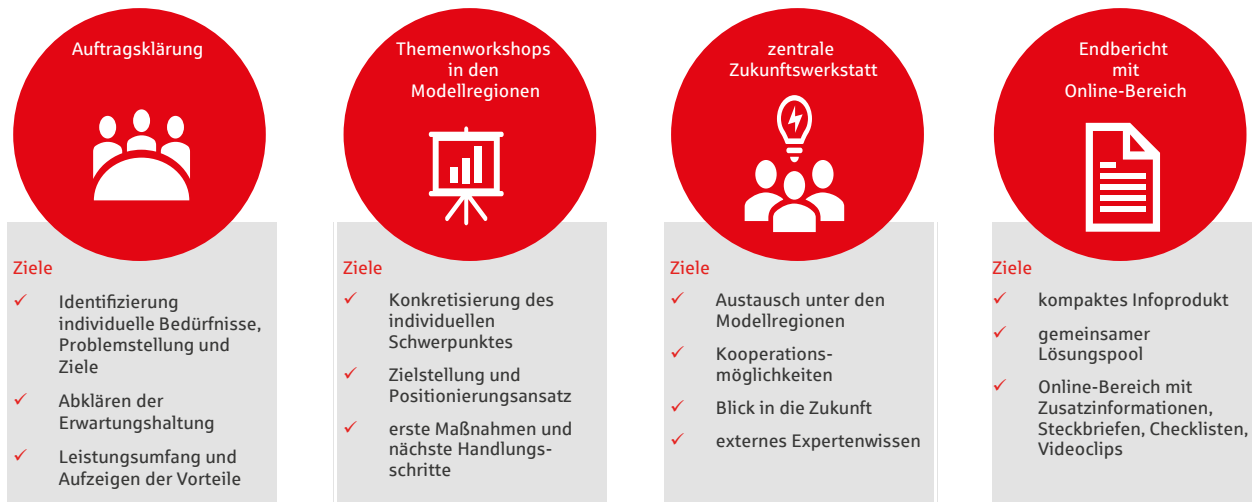 Auftragsklärung
Ziele
Identifizierung
individuelle Bedürfnisse,
Problemstellung und
Ziele
Abklären der
Erwartungshaltung
Leistungsumfang und
Aufzeigen der Vorteile
Themenworkshops
in den
Modellregionen
Ziele
Konkretisierung des
individuellen
Schwerpunktes
Zielstellung und
Positionierungsansatz
erste Maßnahmen und
nächste Handlungs-
schritte
zentrale
Zukunftswerkstatt
Ziele
Austausch unter den
Modellregionen
Kooperations-
möglichkeiten
Blick in die Zukunft
externes Expertenwissen
Endbericht
mit
Online-Bereich
Ziele
kompaktes Infoprodukt
gemeinsamer
Lösungspool
Online-Bereich mit
Zusatzinformationen,
Steckbriefen, Checklisten,
Videoclips